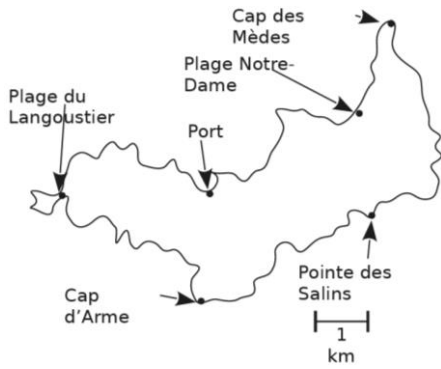 Cap des
Mèdes
Plage Notre-
Dame
Plage du
Langoustier
Port
Pointe des
Salins
Cap
d'Arme
1
km